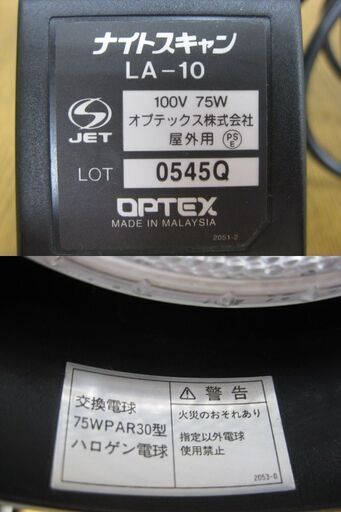 ナイトスキャン
LA-10
JET
100V 75W
オプテックス株式会社
屋外用
PS
E
LOT 0545Q
OPTEX
MADE IN MALAYSIA
2051-2
交換電球
75WPAR30型
ハロゲン電球
⚠ 警告
火災のおそれあり
指定以外電球
使用禁止
2053-0